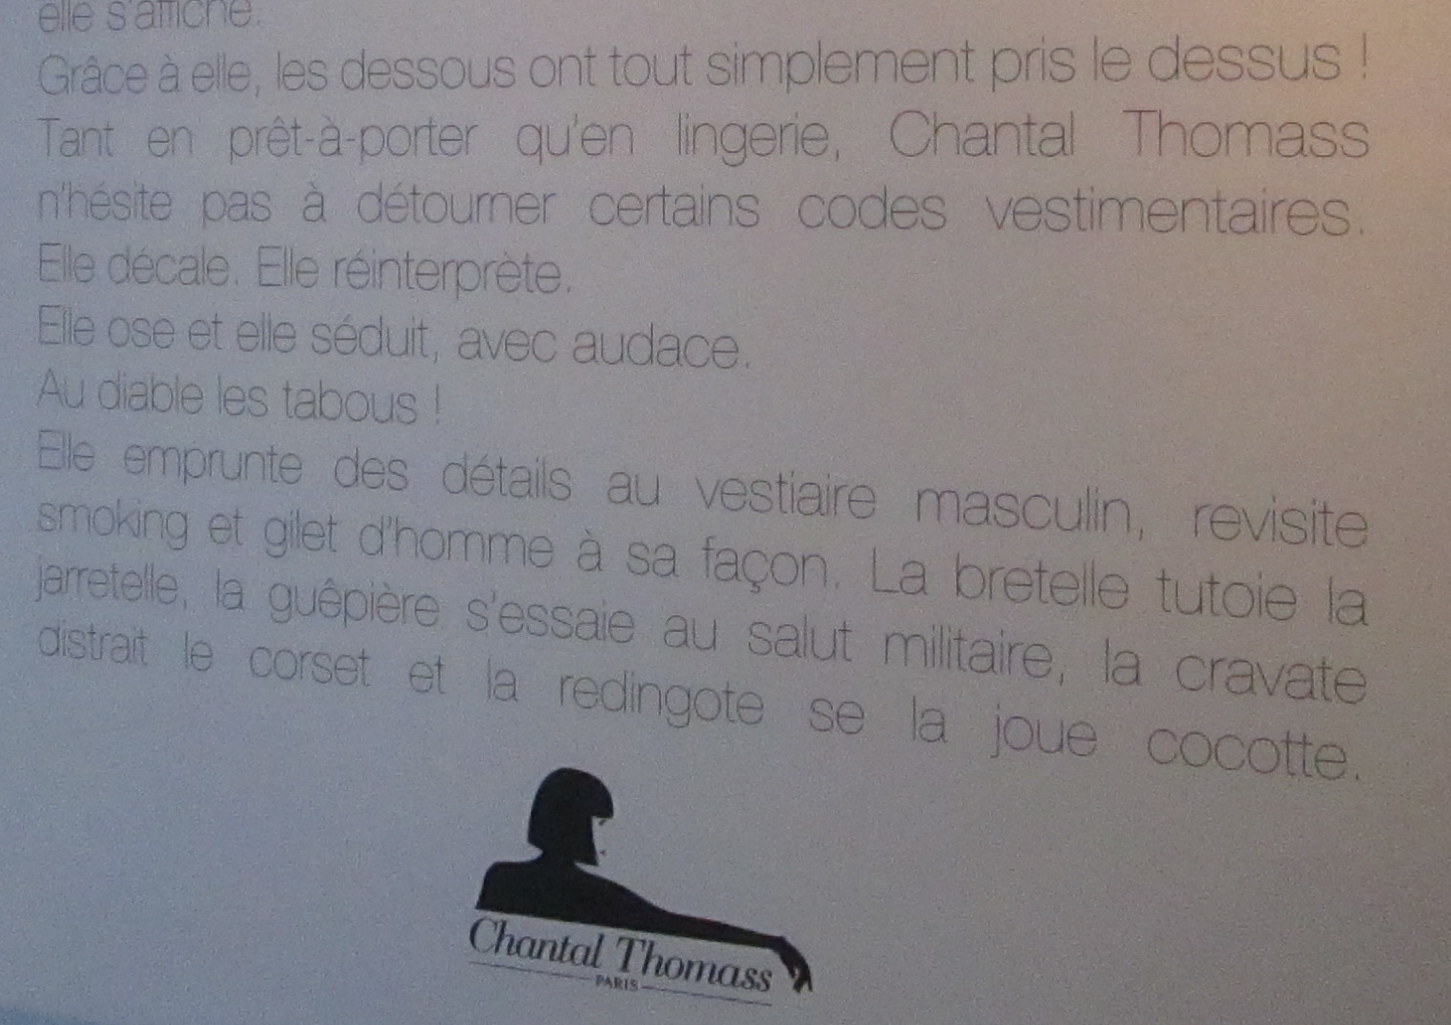 elle s'affiche.
Grâce à elle, les dessous ont tout simplement pris le dessus !
Tant en prêt-à-porter qu'en lingerie, Chantal Thomass
n'hésite pas à détourner certains codes vestimentaires.
Elle décale. Elle réinterprète.
Elle ose et elle séduit, avec audace.
Au diable les tabous !
Elle emprunte des détails au vestiaire masculin, revisite
smoking et gilet d'homme à sa façon. La bretelle tutoie la
jarretelle, la guêpière s'essaie au salut militaire, la cravate
distrait le corset et la redingote se la joue cocotte.
Chantal Thomass
PARIS